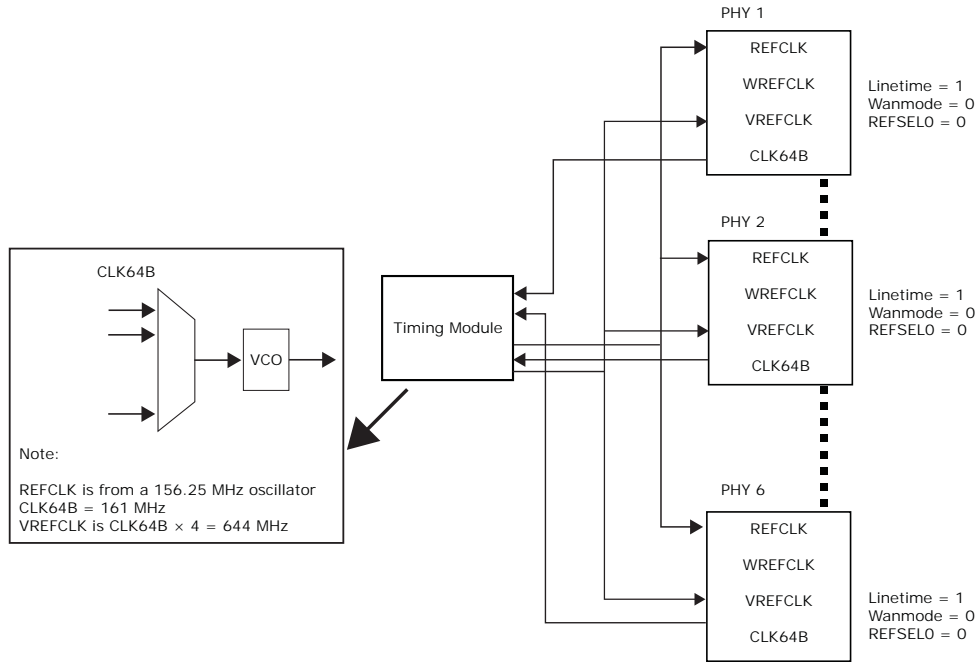 PHY 1
REFCLK
WREFCLK
VREFCLK
CLK64B
Linetime = 1
Wanmode = 0
REFSEL0 = 0
PHY 2
REFCLK
WREFCLK
VREFCLK
CLK64B
Linetime = 1
Wanmode = 0
REFSEL0 = 0
CLK64B
VCO
Timing Module
Note:
REFCLK is from a 156.25 MHz oscillator
CLK64B = 161 MHz
VREFCLK is CLK64B × 4 = 644 MHz
PHY 6
REFCLK
WREFCLK
VREFCLK
CLK64B
Linetime = 1
Wanmode = 0
REFSEL0 = 0